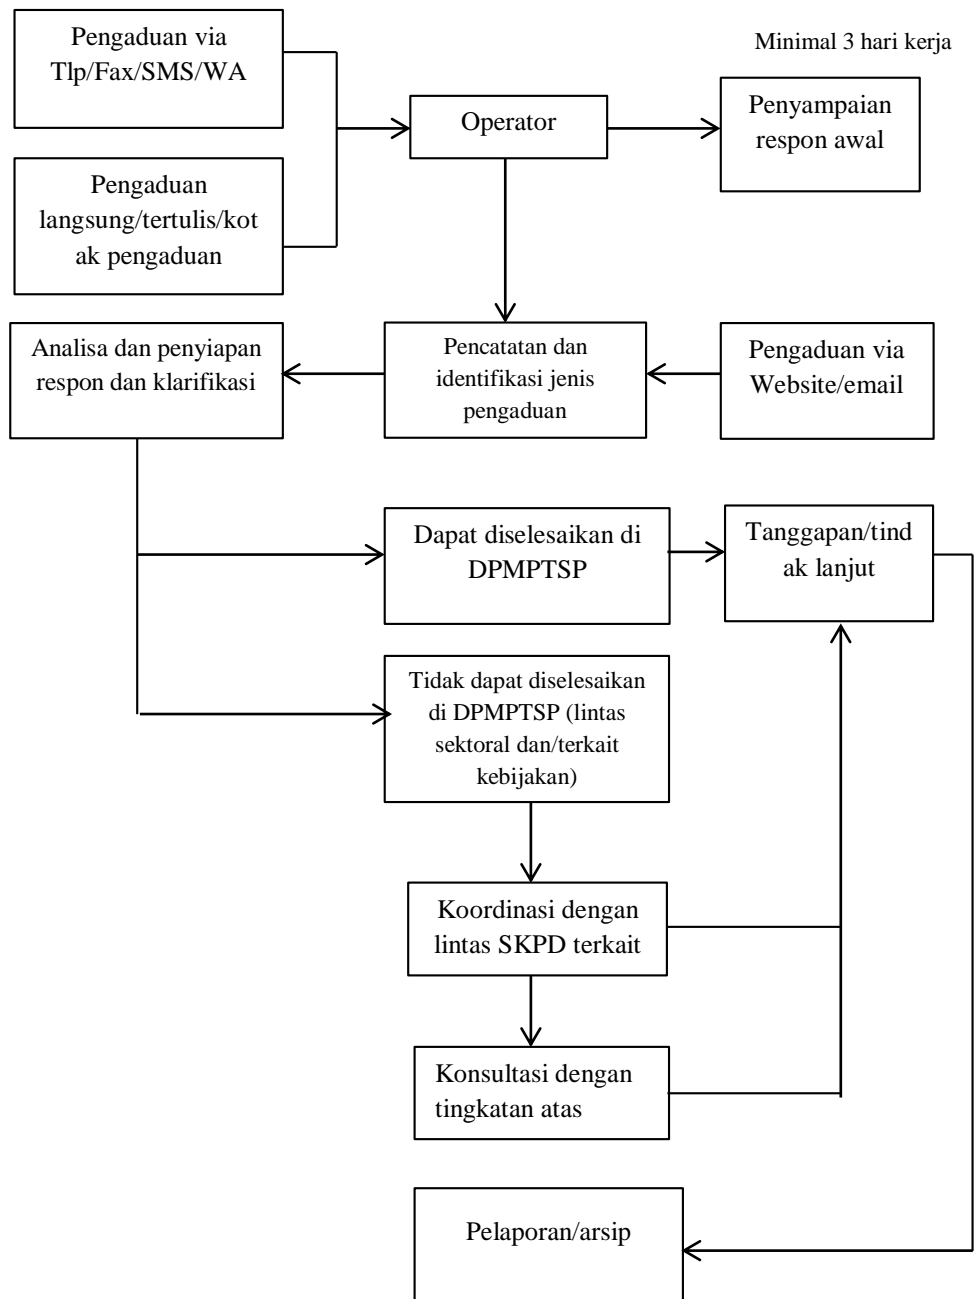 Pengaduan via
Tlp/Fax/SMS/WA
Minimal 3 hari kerja
Operator
Penyampaian
respon awal
Pengaduan
langsung/tertulis/kot
ak pengaduan
Analisa dan penyiapan
respon dan klarifikasi
Pencatatan dan
identifikasi jenis
pengaduan
Pengaduan via
Website/email
Dapat diselesaikan di
DPMPTSP
Tanggapan/tind
ak lanjut
Tidak dapat diselesaikan
di DPMPTSP (lintas
sektoral dan/terkait
kebijakan)
Koordinasi dengan
lintas SKPD terkait
Konsultasi dengan
tingkatan atas
Pelaporan/arsip